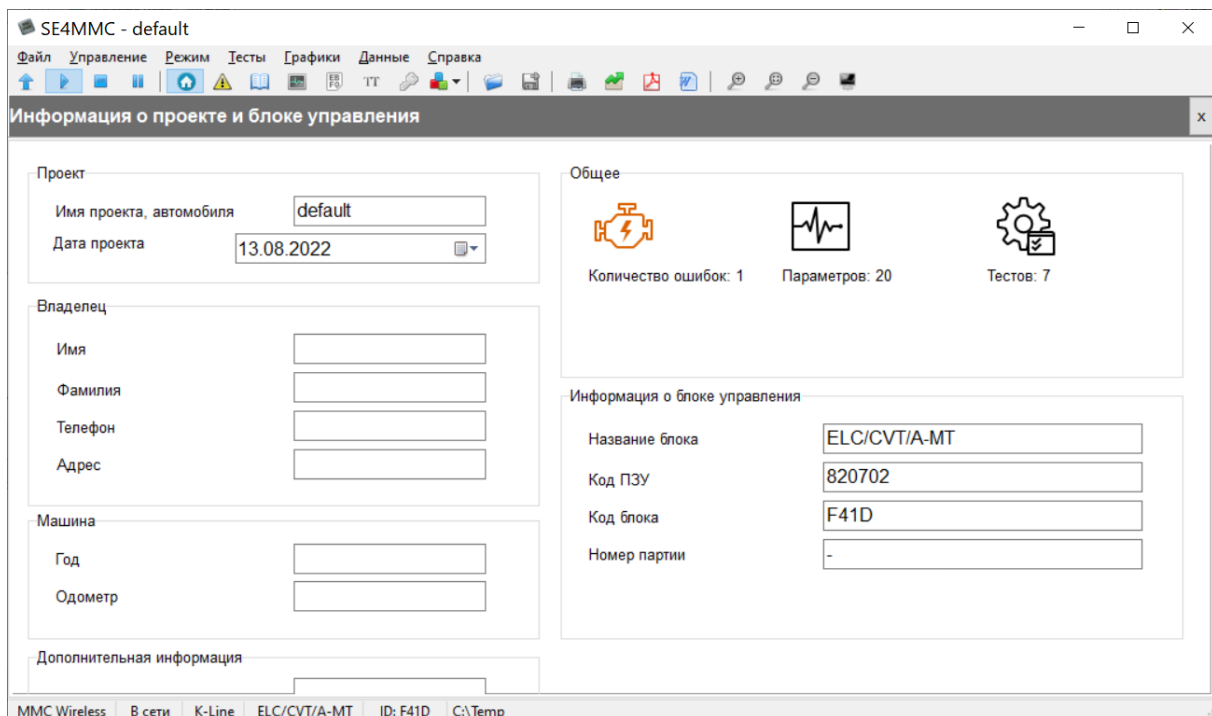 SE4MMC - default
Файл Управление Режим Тесты Графики Данные Справка
Информация о проекте и блоке управления
x
Проект
Имя проекта, автомобиля default
Дата проекта 13.08.2022
Владелец
Имя
Фамилия
Телефон
Адрес
Машина
Год
Одометр
Дополнительная информация
Общее
Количество ошибок: 1 Параметров: 20 Тестов: 7
Информация о блоке управления
Название блока ELC/CVT/A-MT
Код ПЗУ 820702
Код блока F41D
Номер партии -
MMC Wireless В сети K-Line ELC/CVT/A-MT ID: F41D C:\Temp